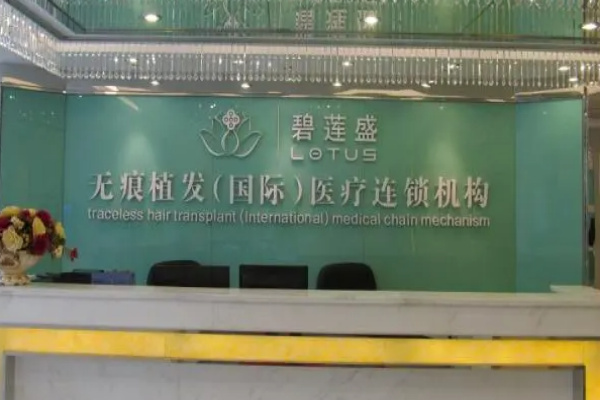 碧莲盛
LOTUS
无痕植发(国际)医疗连锁机构
traceless hair transplant (International) medical chain mechanism